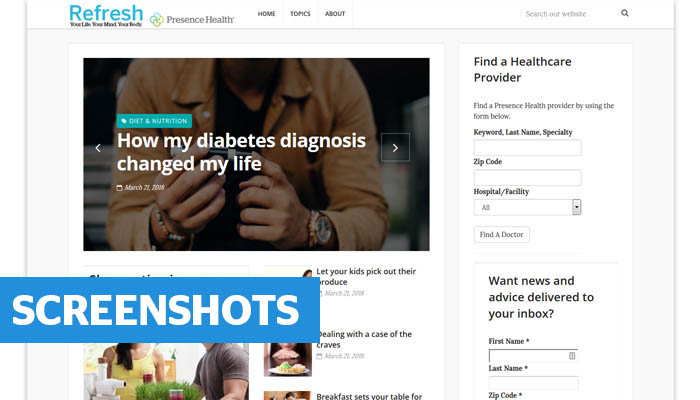 Refresh
Your Life. Your Mind. Your Body.
Presence Health
HOME
TOPICS
ABOUT
Search our website
DIET & NUTRITION
How my diabetes diagnosis
changed my life
March 21, 2018
SCREENSHOTS
Let your kids pick out their
produce
March 21, 2018
Dealing with a case of the
craves
March 21, 2018
Breakfast sets your table for
Find a Healthcare
Provider
Find a Presence Health provider by using the
form below.
Keyword, Last Name, Specialty
Zip Code
Hospital/Facility
All
Find A Doctor
Want news and
advice delivered to
your inbox?
First Name *
Last Name *
Zip Code *